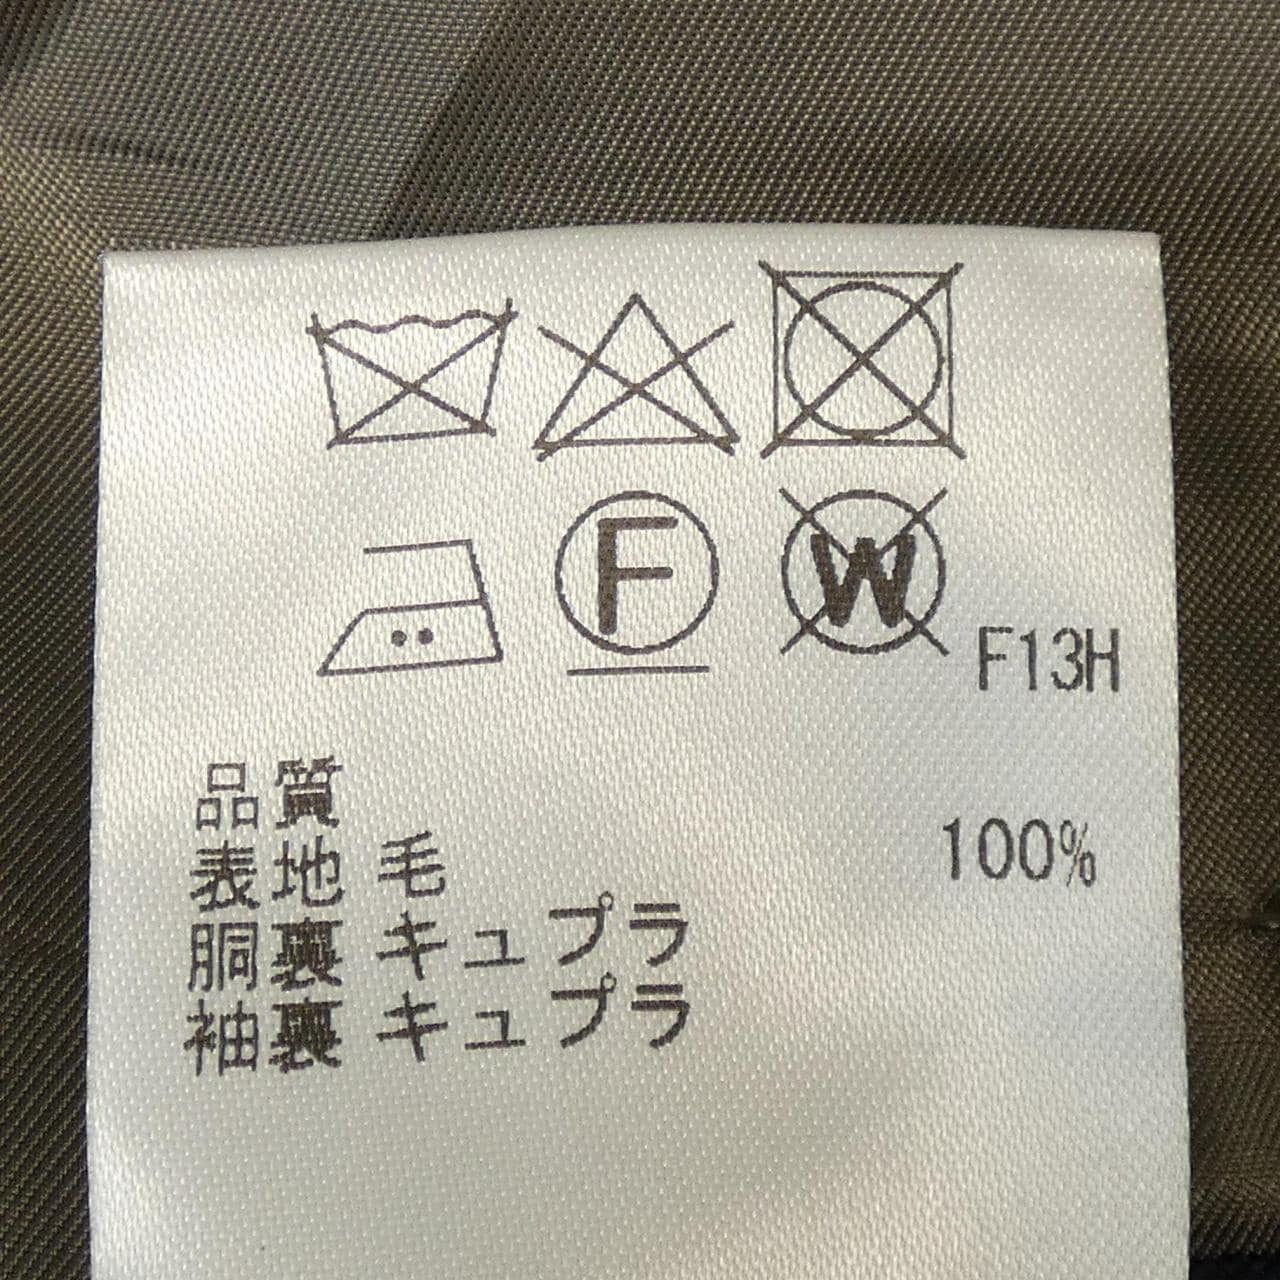 F W
F13H
品質
表地 毛 100%
胴裏 キュプラ
袖裏 キュプラ